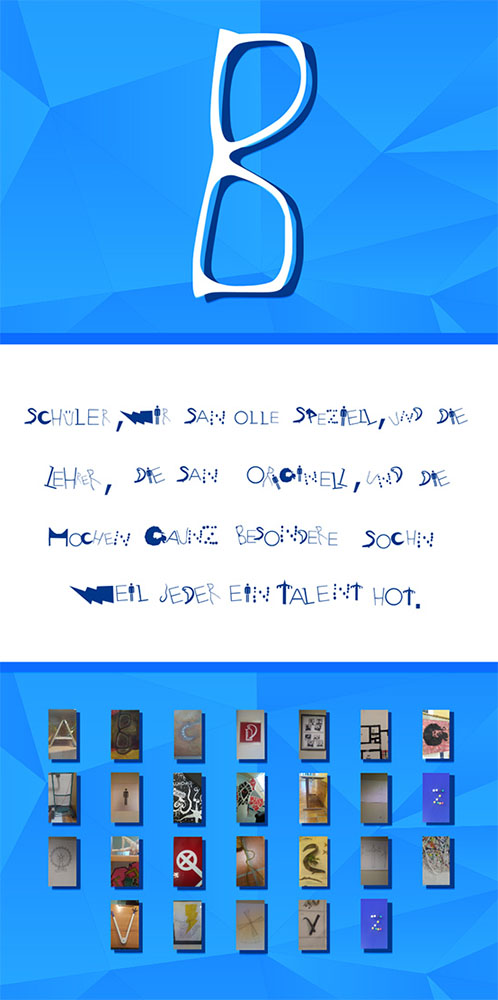 B
SCHÜLER, WIR SAN OLLE SPEZIELL, UND DIE
LEHRER, DIE SAN ORIGINELL, UND DIE
MOCHEN GAUNZ BESONDERE SOCHN
WEIL JEDER EIN TALENT HOT.